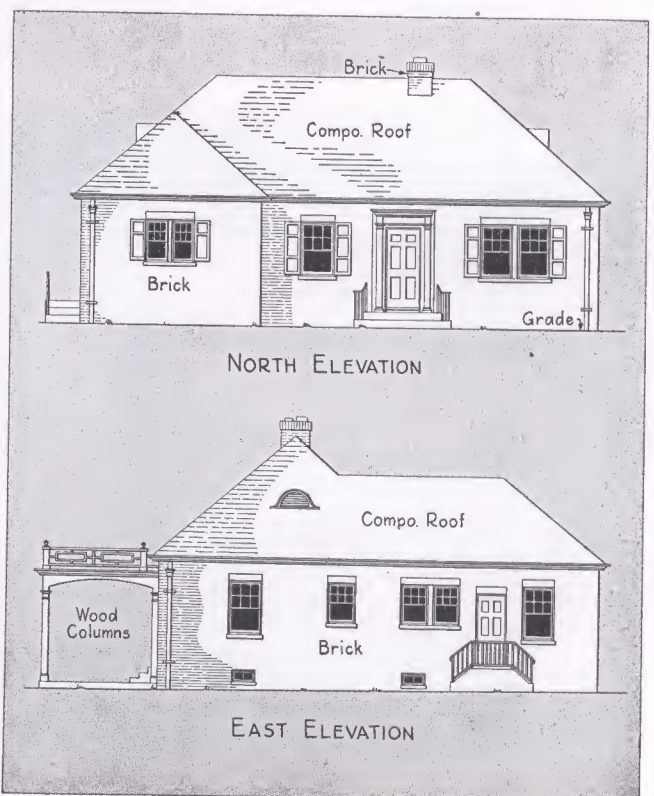 Brick
Compo. Roof
Brick
Grade
NORTH ELEVATION
Compo. Roof
Wood
Columns
Brick
EAST ELEVATION